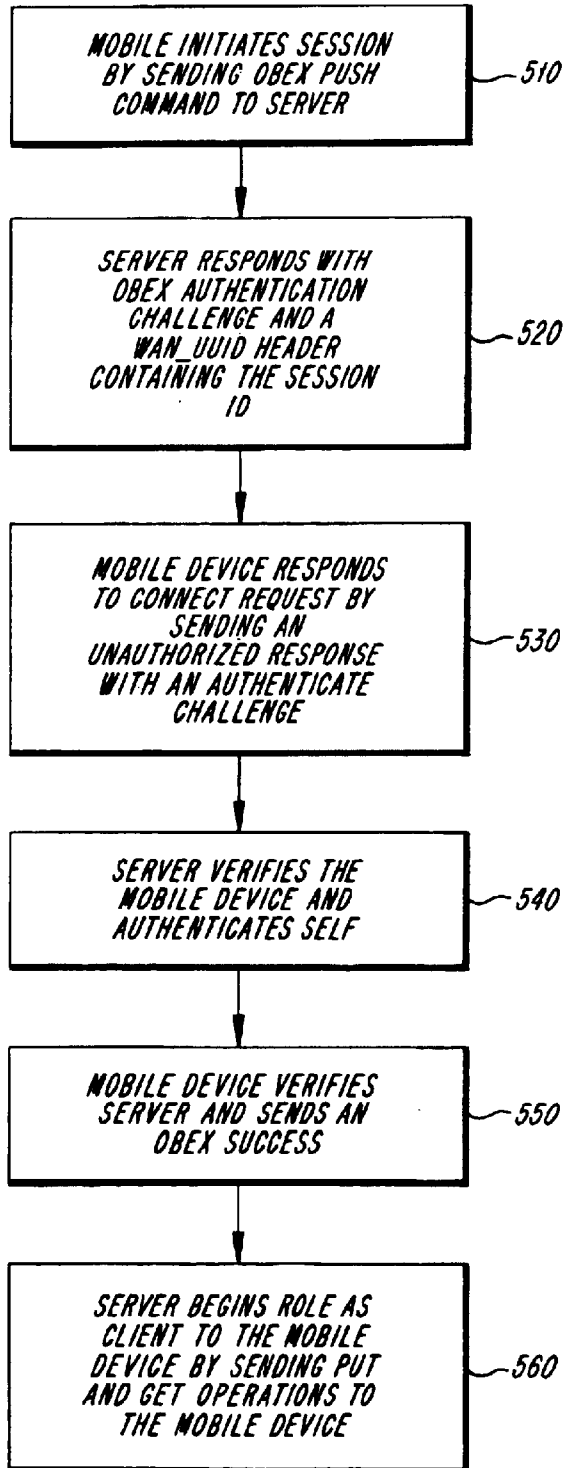 MOBILE INITIATES SESSION
BY SENDING OBEX PUSH
COMMAND TO SERVER
510
SERVER RESPONDS WITH
OBEX AUTHENTICATION
CHALLENGE AND A
WAN_UUID HEADER
CONTAINING THE SESSION
ID
520
MOBILE DEVICE RESPONDS
TO CONNECT REQUEST BY
SENDING AN
UNAUTHORIZED RESPONSE
WITH AN AUTHENTICATE
CHALLENGE
530
SERVER VERIFIES THE
MOBILE DEVICE AND
AUTHENTICATES SELF
540
MOBILE DEVICE VERIFIES
SERVER AND SENDS AN
OBEX SUCCESS
550
SERVER BEGINS ROLE AS
CLIENT TO THE MOBILE
DEVICE BY SENDING PUT
AND GET OPERATIONS TO
THE MOBILE DEVICE
560